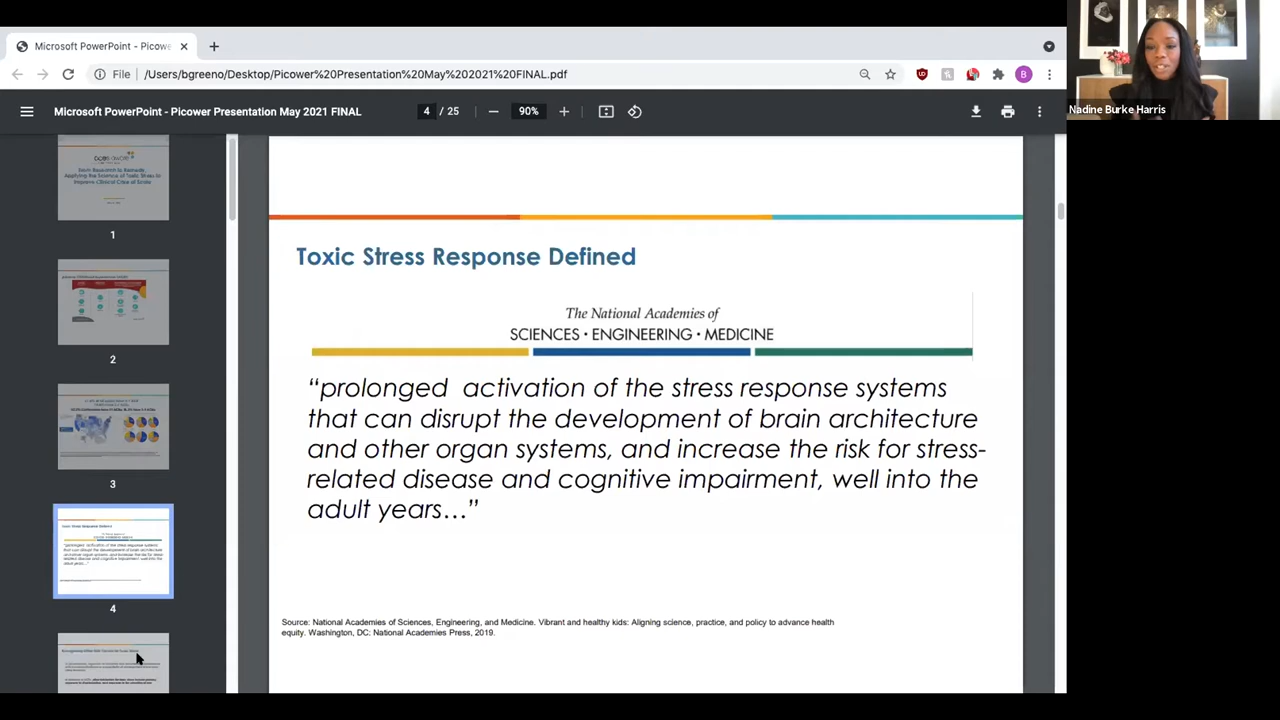 Microsoft PowerPoint - Picow
File
/Users/bgreeno/Desktop/Picower%20Presentation%20May%202021%20FINAL.pdf
B
Nadine Burke Harris
Microsoft PowerPoint - Picower Presentation May 2021 FINAL
4 / 25
90%
1
2
3
4
Toxic Stress Response Defined
The National Academies of
SCIENCES · ENGINEERING · MEDICINE
“prolonged activation of the stress response systems
that can disrupt the development of brain architecture
and other organ systems, and increase the risk for stress-
related disease and cognitive impairment, well into the
adult years…”
Source: National Academies of Sciences, Engineering, and Medicine. Vibrant and healthy kids: Aligning science, practice, and policy to advance health
equity. Washington, DC: National Academies Press, 2019.